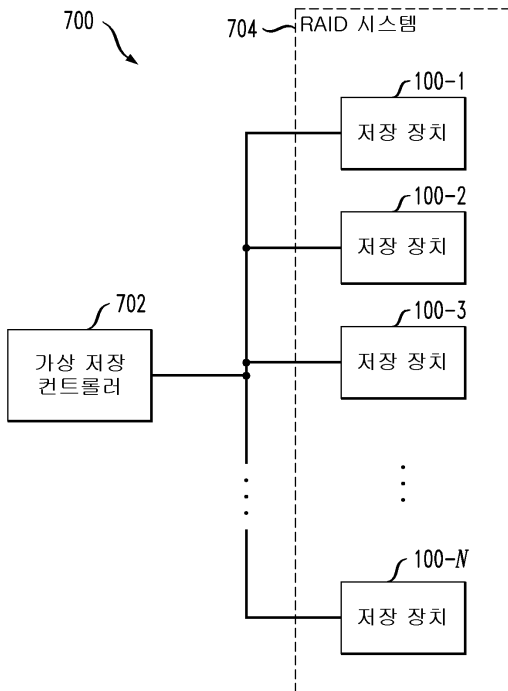 700
704
RAID 시스템
100-1
저장 장치
100-2
저장 장치
100-3
저장 장치
702
가상 저장
컨트롤러
100-N
저장 장치